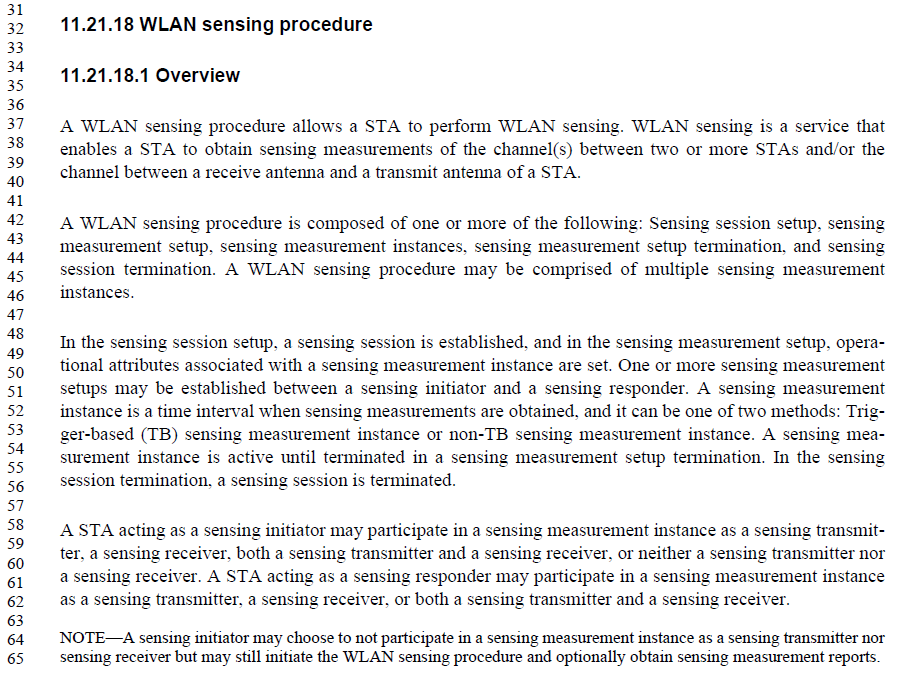 31
32
33
34
35
36
37
38
39
40
41
42
43
44
45
46
47
48
49
50
51
52
53
54
55
56
57
58
59
60
61
62
63
64
65
11.21.18 WLAN sensing procedure
11.21.18.1 Overview
A WLAN sensing procedure allows a STA to perform WLAN sensing. WLAN sensing is a service that
enables a STA to obtain sensing measurements of the channel(s) between two or more STAs and/or the
channel between a receive antenna and a transmit antenna of a STA.
A WLAN sensing procedure is composed of one or more of the following: Sensing session setup, sensing
measurement setup, sensing measurement instances, sensing measurement setup termination, and sensing
session termination. A WLAN sensing procedure may be comprised of multiple sensing measurement
instances.
In the sensing session setup, a sensing session is established, and in the sensing measurement setup, opera-
tional attributes associated with a sensing measurement instance are set. One or more sensing measurement
setups may be established between a sensing initiator and a sensing responder. A sensing measurement
instance is a time interval when sensing measurements are obtained, and it can be one of two methods: Trig-
ger-based (TB) sensing measurement instance or non-TB sensing measurement instance. A sensing mea-
surement instance is active until terminated in a sensing measurement setup termination. In the sensing
session termination, a sensing session is terminated.
A STA acting as a sensing initiator may participate in a sensing measurement instance as a sensing transmit-
ter, a sensing receiver, both a sensing transmitter and a sensing receiver, or neither a sensing transmitter nor
a sensing receiver. A STA acting as a sensing responder may participate in a sensing measurement instance
as a sensing transmitter, a sensing receiver, or both a sensing transmitter and a sensing receiver.
NOTE—A sensing initiator may choose to not participate in a sensing measurement instance as a sensing transmitter nor
sensing receiver but may still initiate the WLAN sensing procedure and optionally obtain sensing measurement reports.